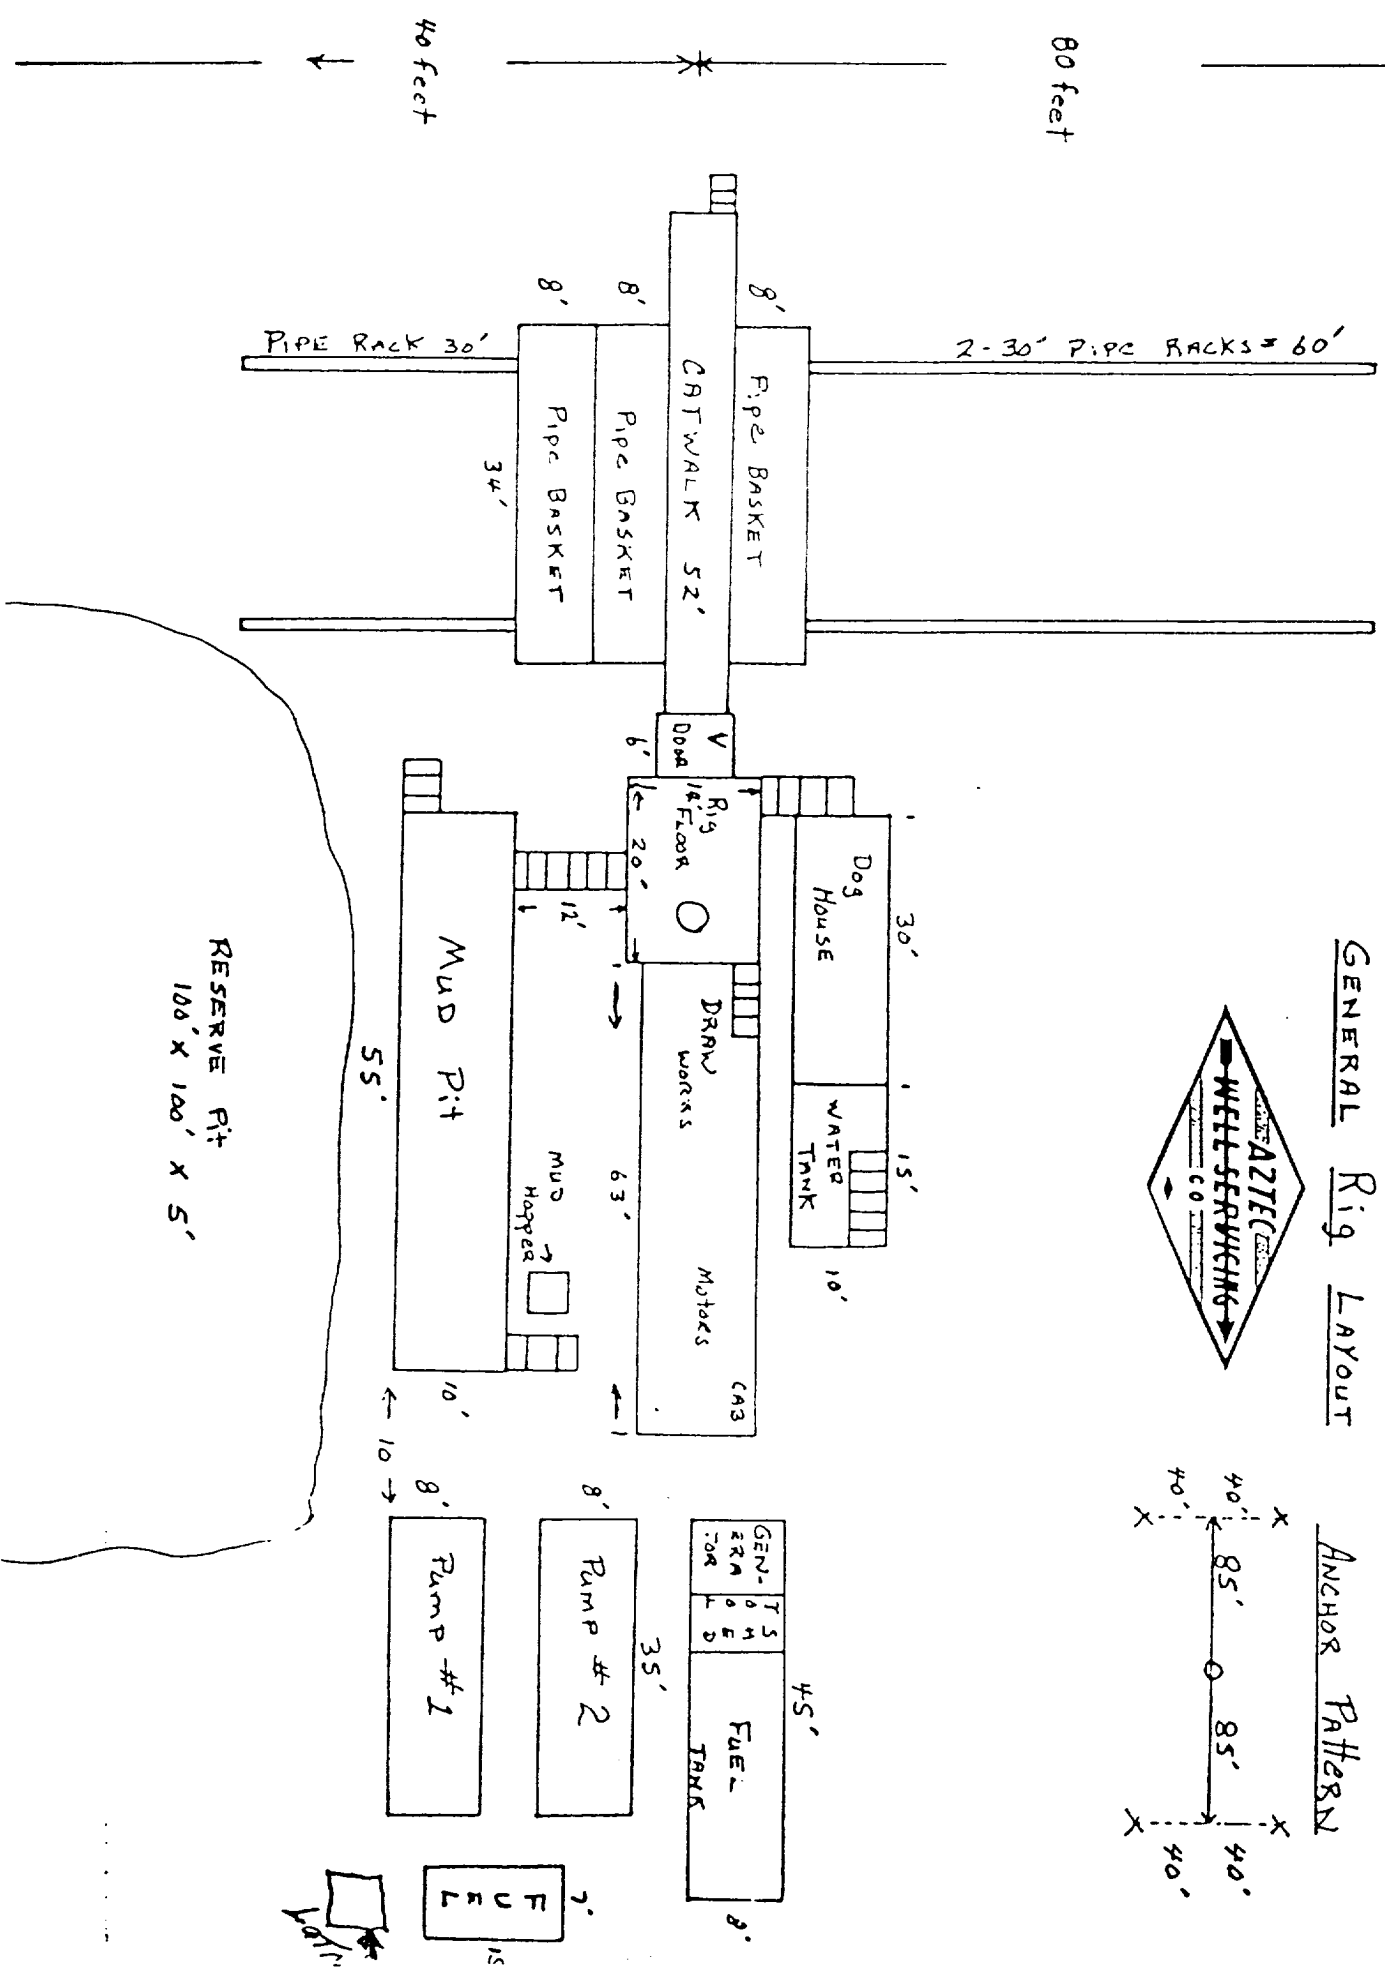 GENERAL Rig LAYOUT
AZTEC
WELL SERVICING
CO
ANCHOR PATTERN
40'
40'
85'
85'
40'
40'
80 feet
40 feet
2-30' PIPE RACKS = 60'
PIPE RACK 30'
8'
8'
8'
Pipe BASKET
CATWALK 52'
Pipe BASKET
Pipe BASKET
34'
V
DOOR
6'
Rig
FLOOR
14'
20'
12'
Dog
HOUSE
30'
WATER
TANK
15'
10'
DRAW
WORKS
MOTORS
63'
MUD Pit
55'
10'
MUD
HOPPER
10
8'
8'
GEN-
ERA
TOR
FUEL
TANK
45'
8'
Pump #2
35'
Pump #1
FUEL
7'
15
RESERVE Pit
100' X 100' X 5'